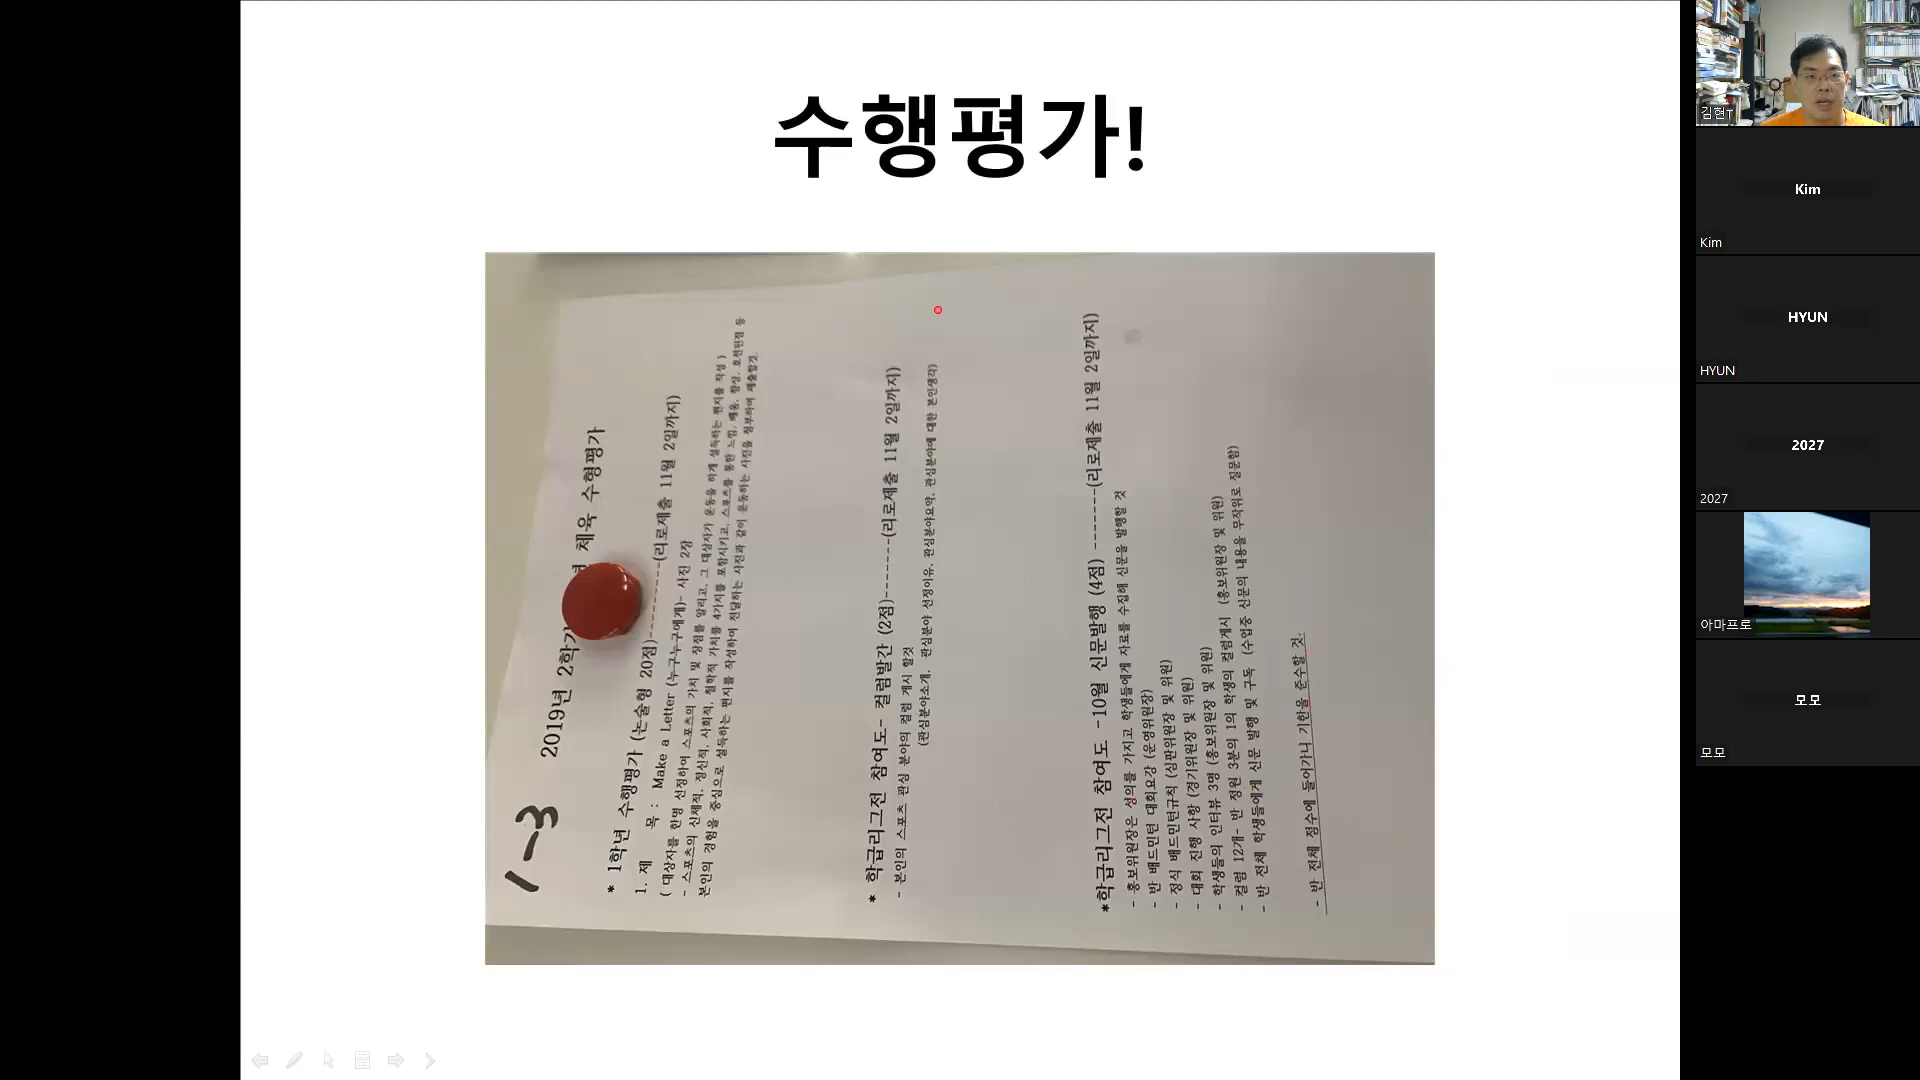 수행평가!
1-3
2019년 2학기 체육 수형평가
* 1학년 수행평가 (논술형 20점)---------(리로제출 11월 2일까지)
1. 제 목 : Make a Letter (누구누구에게)- 사진 2장
( 대상자를 한명 선정하여 스포츠의 가치 및 장점를 알리고, 그 대상자가 운동을 하게 설득하는 편지를 작성 )
- 스포츠의 신체적, 정신적, 사회적, 철학적 가치를 4가지를 포함시키고, 스포츠를 통한 느낌, 배움, 향상, 호전된점 등
본인의 경험을 중심으로 설득하는 편지를 작성하여 전달하는 사진과 같이 운동하는 사진을 첨부하여 제출할것.
* 학급리그전 참여도- 컬럼발간 (2점)------(리로제출 11월 2일까지)
- 본인의 스포츠 관심 분야의 컬럼 게시 할것
(관심분야소개, 관심분야 선정이유, 관심분야요약, 관심분야에 대한 본인생각)
*학급리그전 참여도 -10월 신문발행 (4점) -------(리로제출 11월 2일까지)
- 홍보위원장은 성의를 가지고 학생들에게 자료를 수집해 신문을 발행할 것
- 반 배드민턴 대회요강 (운영위원장)
- 정식 배드민턴규칙 (심판위원장 및 위원)
- 대회 진행 사항 (경기위원장 및 위원)
- 학생들의 인터뷰 3명 (홍보위원장 및 위원)
- 컬럼 12개- 반 정원 3분의 1의 학생의 컬럼게시 (홍보위원장 및 위원)
- 반 전체 학생들에게 신문 발행 및 구독 (수업중 신문의 내용을 무작위로 질문함)
- 반 전체 점수에 들어가니 기한을 준수할 것.
김현T
Kim
Kim
HYUN
HYUN
2027
2027
아마프로
모모
모모